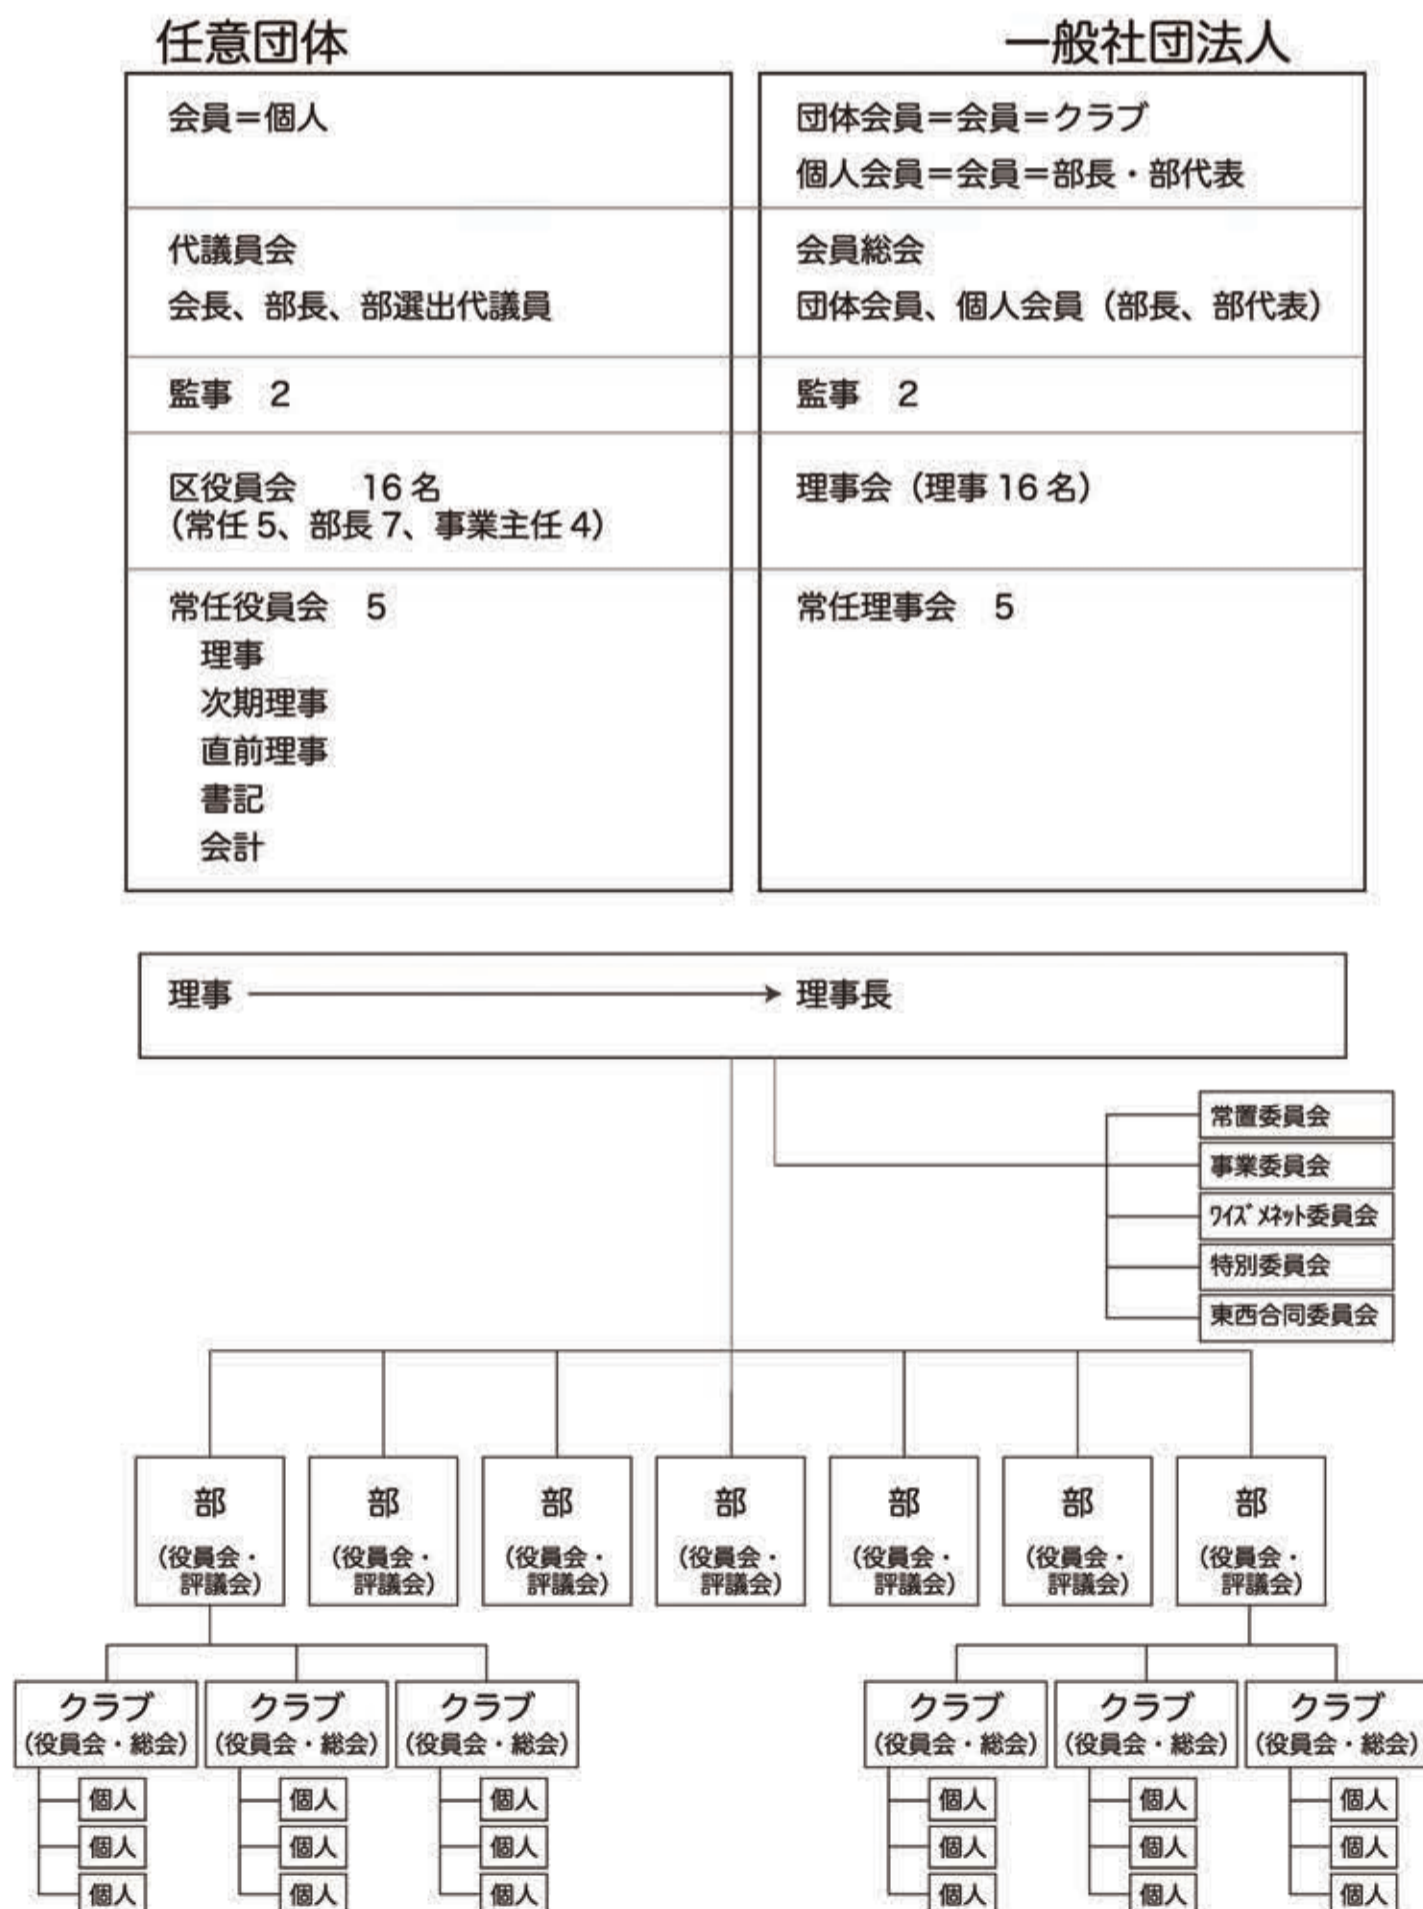 任意団体
一般社団法人
会員＝個人
団体会員＝会員＝クラブ
個人会員＝会員＝部長・部代表
代議員会
会長、部長、部選出代議員
会員総会
団体会員、個人会員（部長、部代表）
監事　2
監事　2
区役員会　　16名
（常任5、部長7、事業主任4）
理事会（理事16名）
常任役員会　5
理事
次期理事
直前理事
書記
会計
常任理事会　5
理事
理事長
常置委員会
事業委員会
ﾜｲｽﾞﾒﾈｯﾄ委員会
特別委員会
東西合同委員会
部
（役員会・
評議会）
部
（役員会・
評議会）
部
（役員会・
評議会）
部
（役員会・
評議会）
部
（役員会・
評議会）
部
（役員会・
評議会）
部
（役員会・
評議会）
クラブ
（役員会・総会）
個人
個人
個人
クラブ
（役員会・総会）
個人
個人
個人
クラブ
（役員会・総会）
個人
個人
個人
クラブ
（役員会・総会）
個人
個人
個人
クラブ
（役員会・総会）
個人
個人
個人
クラブ
（役員会・総会）
個人
個人
個人